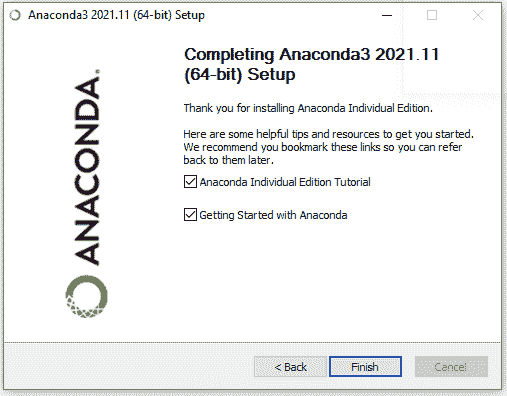 Anaconda3 2021.11 (64-bit) Setup
ANACONDA.
Completing Anaconda3 2021.11
(64-bit) Setup
Thank you for installing Anaconda Individual Edition.
Here are some helpful tips and resources to get you started.
We recommend you bookmark these links so you can refer
back to them later.
Anaconda Individual Edition Tutorial
Getting Started with Anaconda
< Back
Finish
Cancel